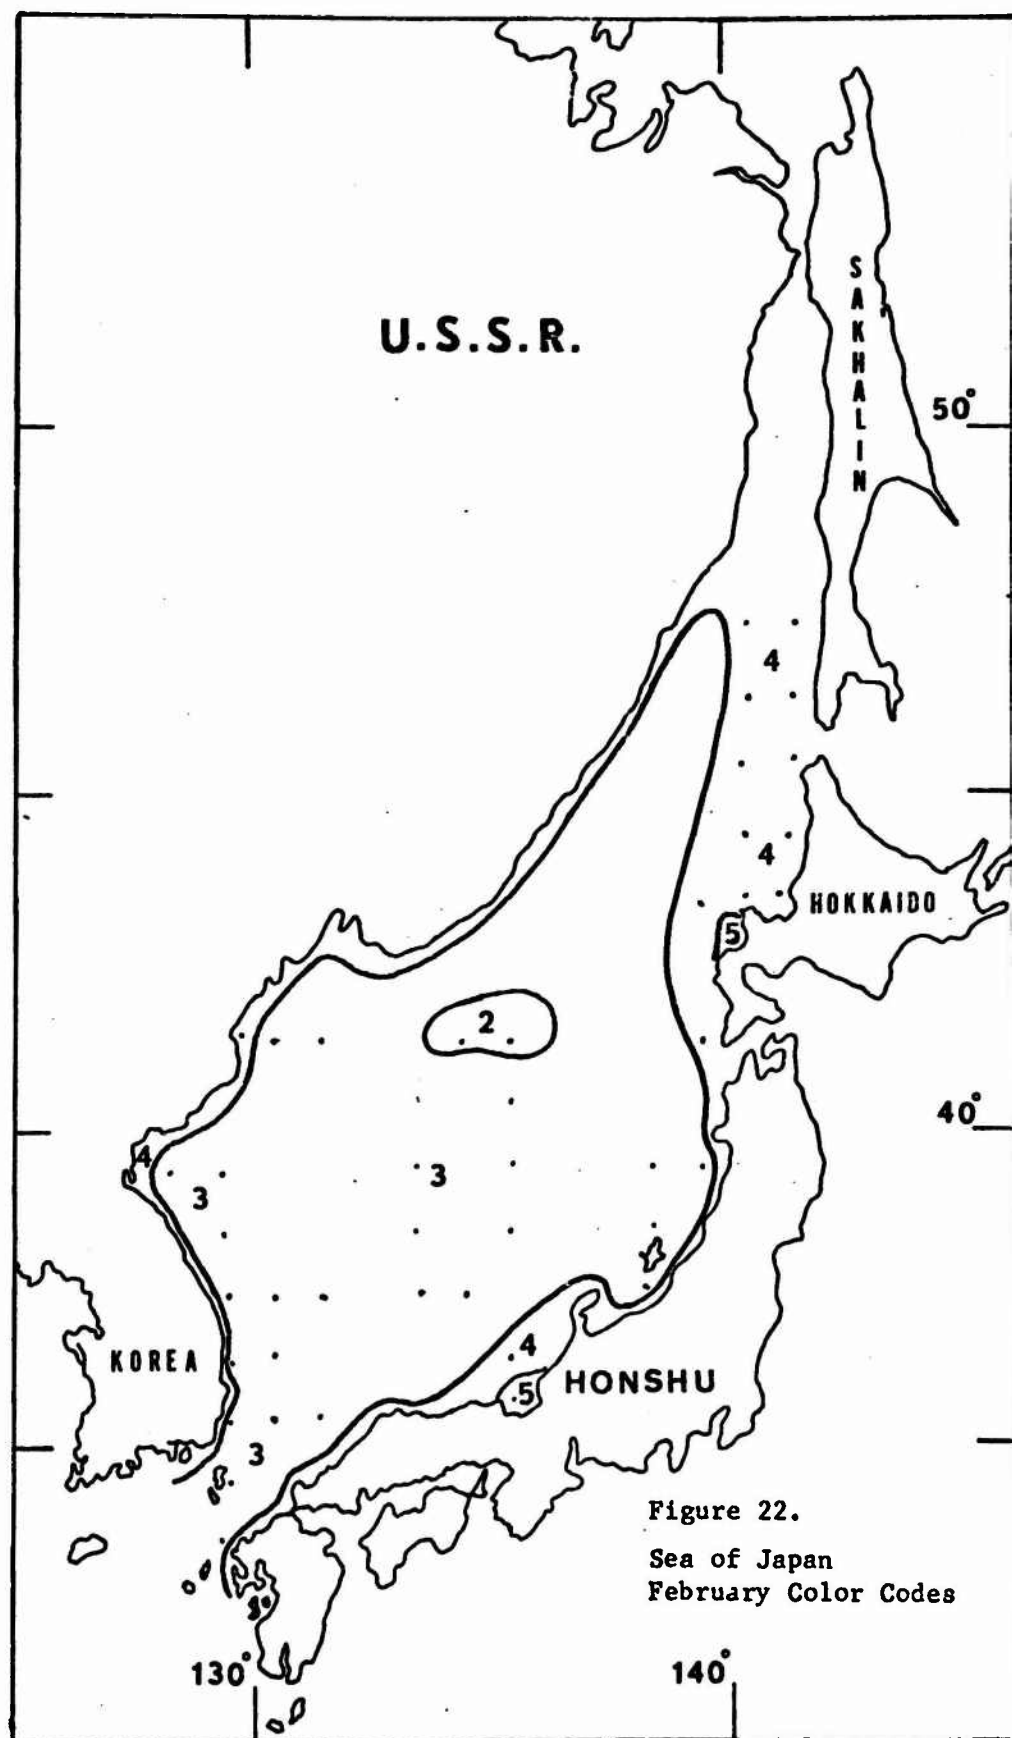 U.S.S.R.
SAKHALIN
50°
4
4
HOKKAIDO
5
2
40°
4
3
3
4
KOREA
5
HONSHU
3
Figure 22.
Sea of Japan
February Color Codes
130°
140°